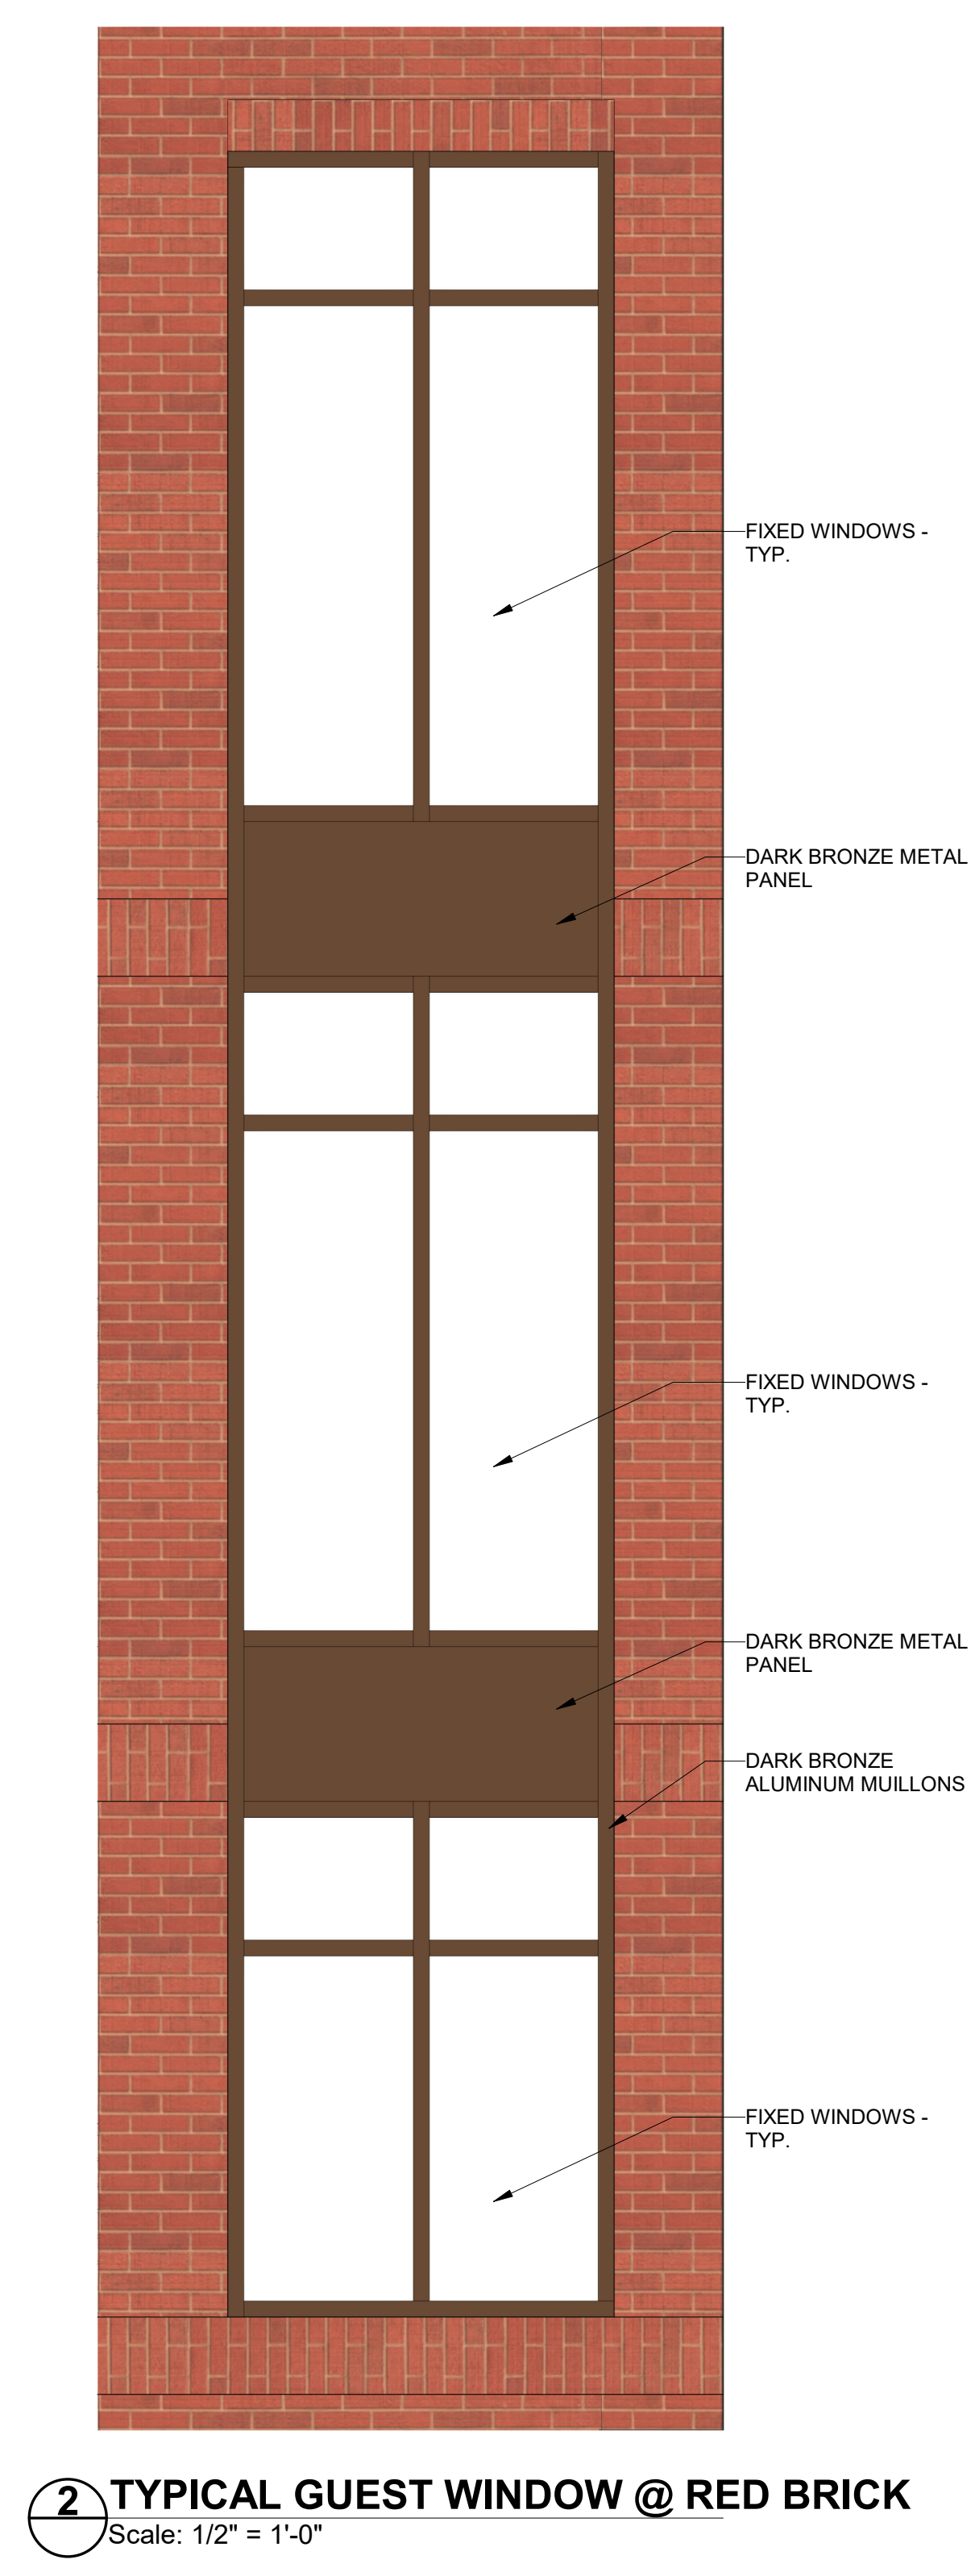 FIXED WINDOWS -
TYP.
DARK BRONZE METAL
PANEL
FIXED WINDOWS -
TYP.
DARK BRONZE METAL
PANEL
DARK BRONZE
ALUMINUM MUILLONS
FIXED WINDOWS -
TYP.
2 TYPICAL GUEST WINDOW @ RED BRICK
Scale: 1/2" = 1'-0"